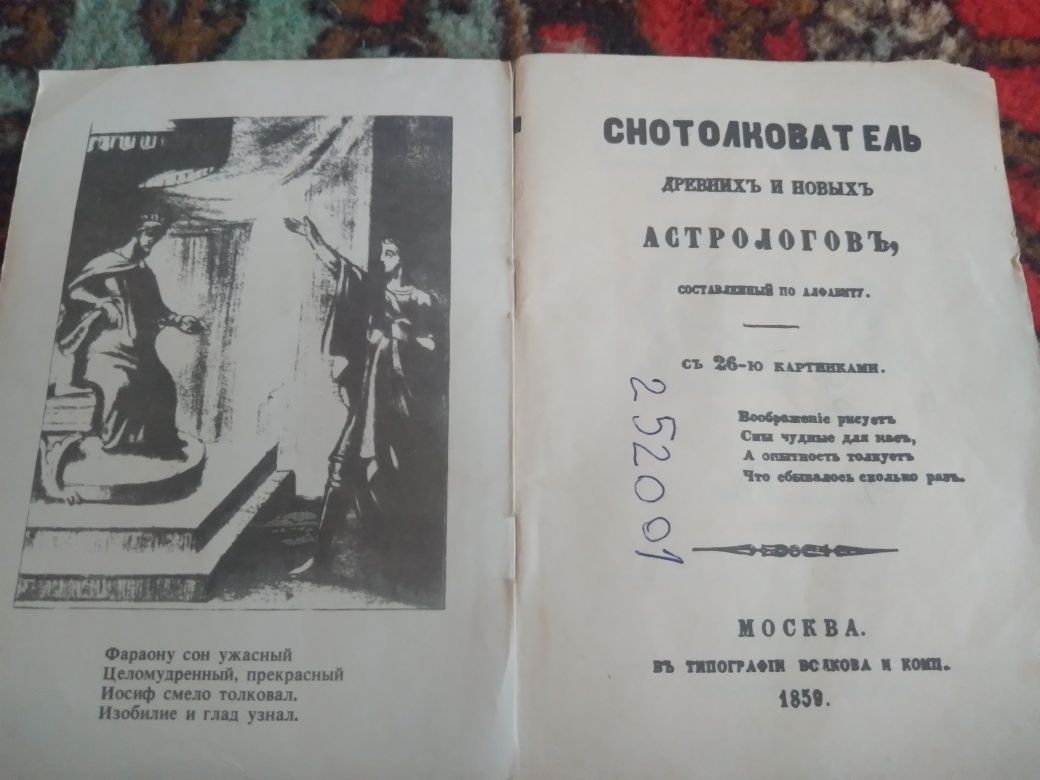 Фараону сон ужасный
Целомудренный, прекрасный
Иосиф смело толковал.
Изобилие и глад узнал.
СНОТОЛКОВАТЕЛЬ
ДРЕВНИХЪ И НОВЫХЪ
АСТРОЛОГОВЪ,
СОСТАВЛЕННЫЙ ПО АЛФАВИТУ.
СЪ 26-Ю КАРТИНКАМИ.
Воображеніе рисуетъ
Сны чудные для насъ,
А опытность толкуетъ
Что сбывалось сколько разъ.
252001
МОСКВА.
ВЪ ТИПОГРАФІИ И КОМП.
1859.